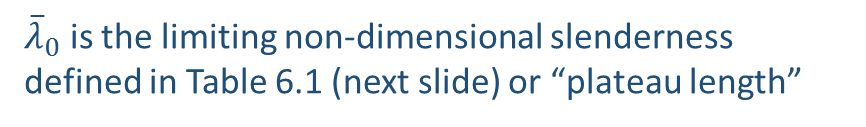 λ̄₀ is the limiting non-dimensional slenderness
defined in Table 6.1 (next slide) or “plateau length”